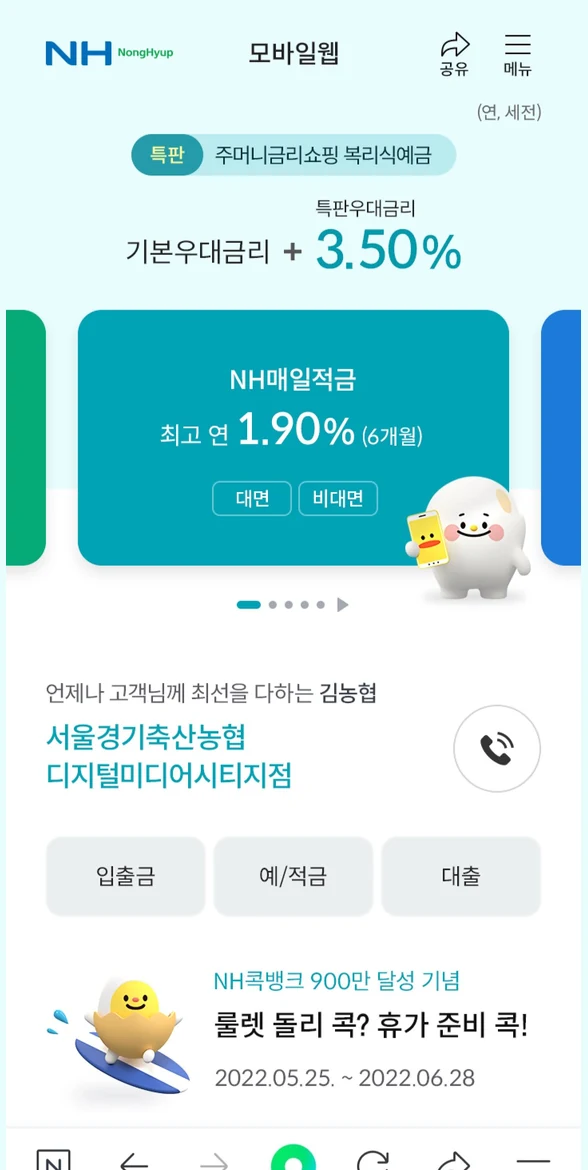 NH NongHyup
모바일웹
공유
메뉴
(연, 세전)
특판 주머니금리쇼핑 복리식예금
특판우대금리
기본우대금리 + 3.50%
NH매일적금
최고 연 1.90% (6개월)
대면 비대면
언제나 고객님께 최선을 다하는 김농협
서울경기축산농협
디지털미디어시티지점
입출금 예/적금 대출
NH콕뱅크 900만 달성 기념
룰렛 돌리 콕? 휴가 준비 콕!
2022.05.25. ~ 2022.06.28
N